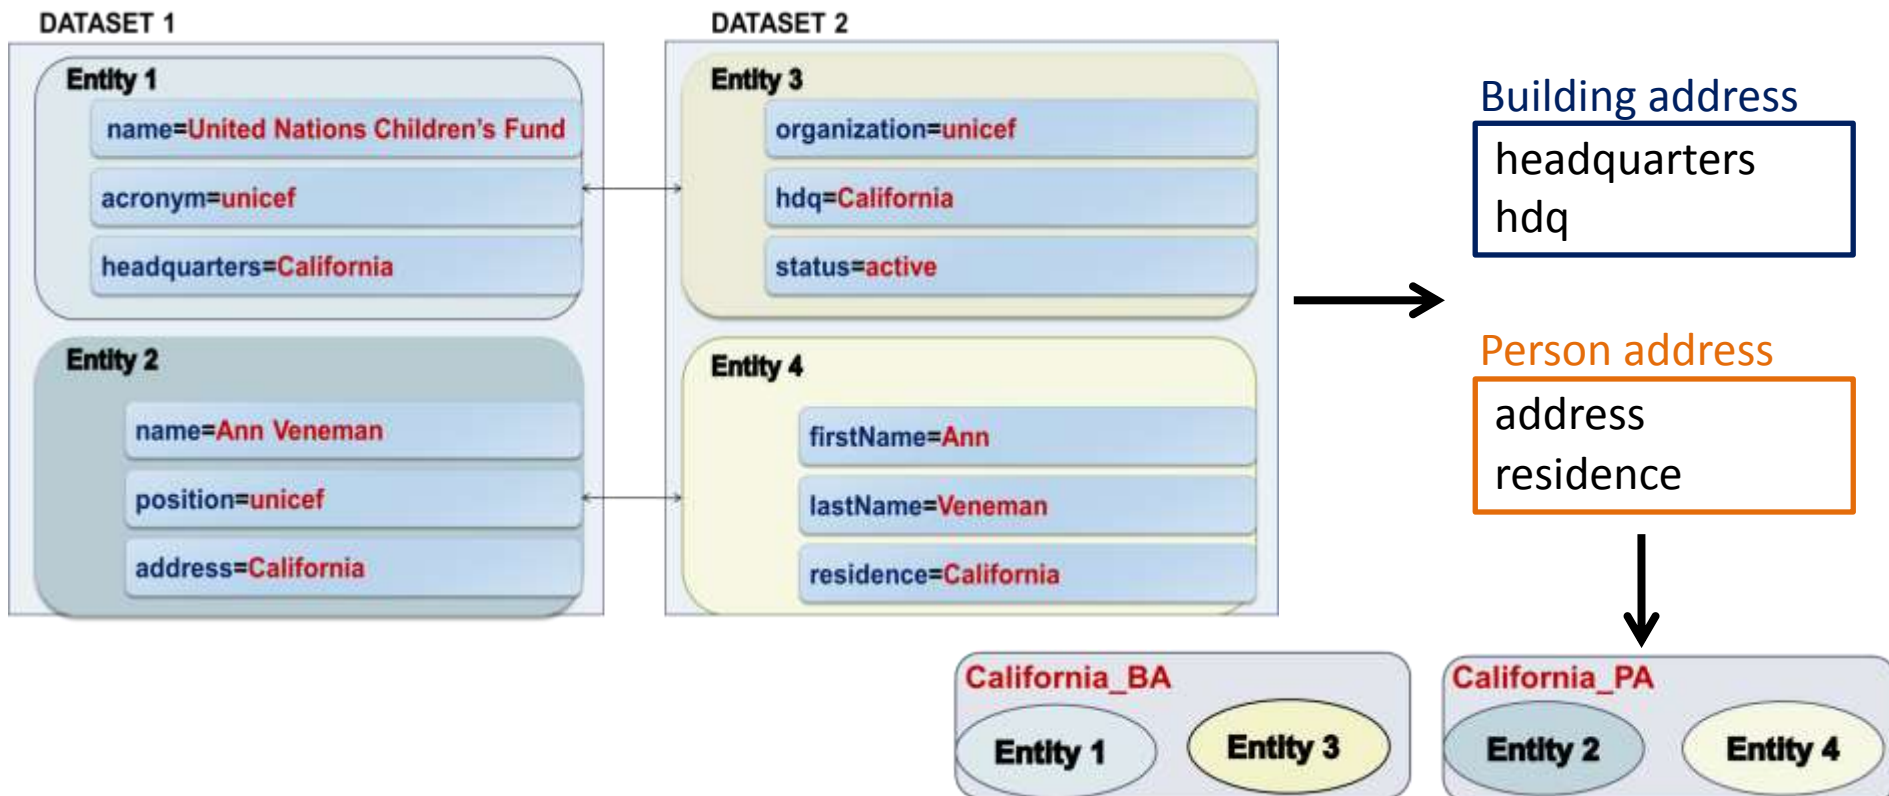 DATASET 1
Entity 1
name=United Nations Children's Fund
acronym=unicef
headquarters=California
Entity 2
name=Ann Veneman
position=unicef
address=California
DATASET 2
Entity 3
organization=unicef
hdq=California
status=active
Entity 4
firstName=Ann
lastName=Veneman
residence=California
Building address
headquarters
hdq
Person address
address
residence
California_BA
Entity 1
Entity 3
California_PA
Entity 2
Entity 4